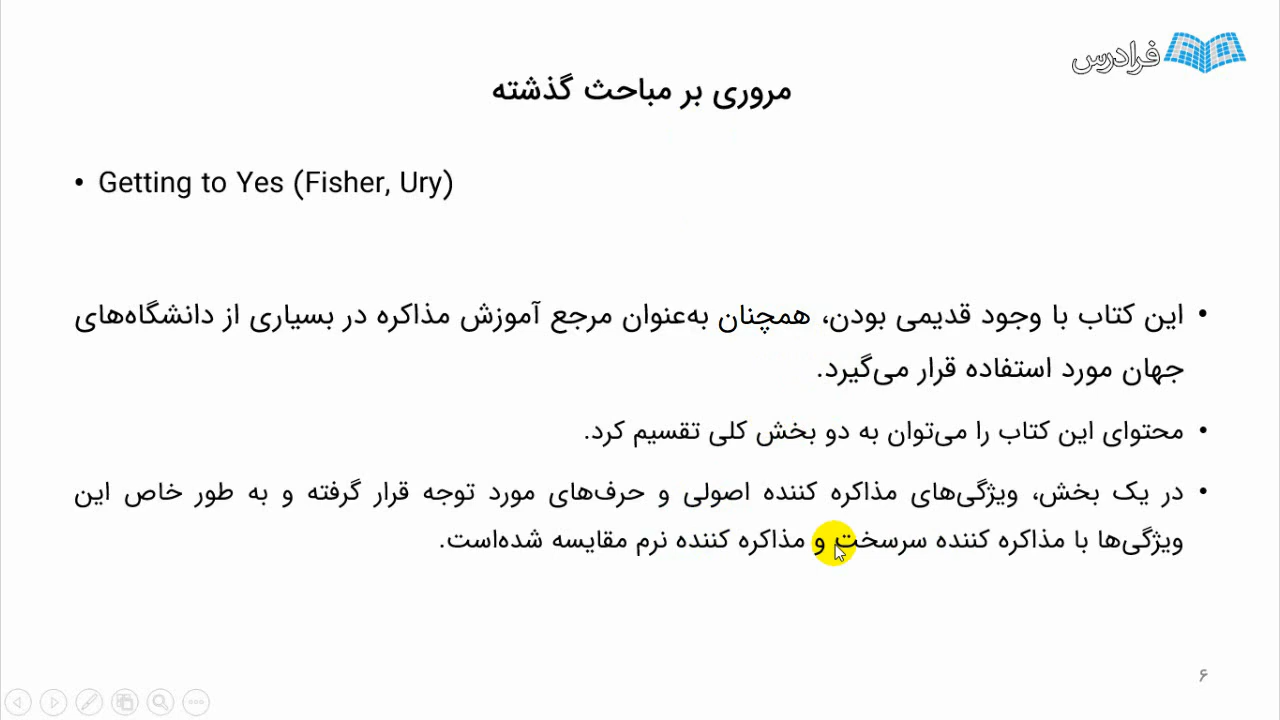 فرادرس
مروری بر مباحث گذشته
• Getting to Yes (Fisher, Ury)
• این کتاب با وجود قدیمی بودن، همچنان به‌عنوان مرجع آموزش مذاکره در بسیاری از دانشگاه‌های
جهان مورد استفاده قرار می‌گیرد.
• محتوای این کتاب را می‌توان به دو بخش کلی تقسیم کرد.
• در یک بخش، ویژگی‌های مذاکره کننده اصولی و حرف‌های مورد توجه قرار گرفته و به طور خاص این
ویژگی‌ها با مذاکره کننده سرسخت و مذاکره کننده نرم مقایسه شده‌است.
۶